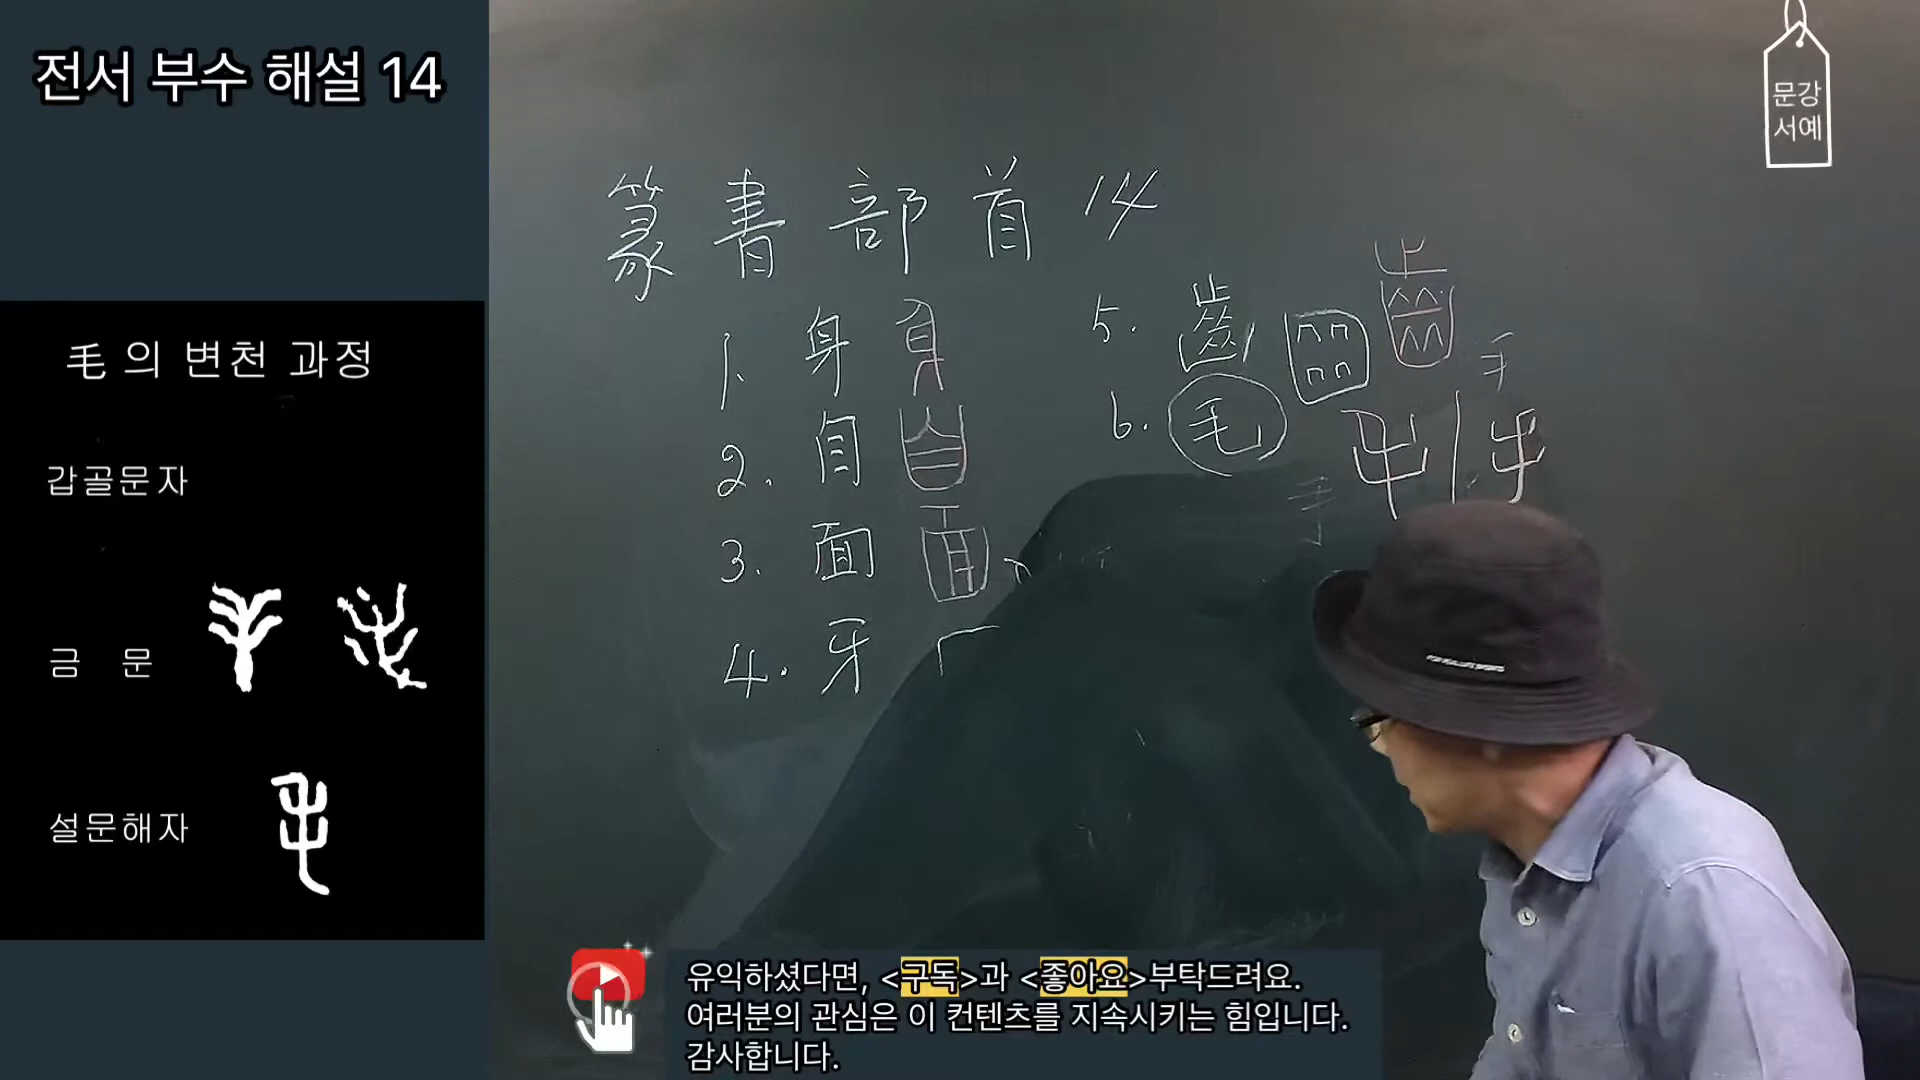 전서 부수 해설 14
문강
서예
毛 의 변천 과정
갑골문자
금 문
설문해자
篆 書 部 首 14
1. 身
2. 自
3. 面
4. 牙
5. 齒
6. 毛
手
手
유익하셨다면, <구독>과 <좋아요>부탁드려요.
여러분의 관심은 이 컨텐츠를 지속시키는 힘입니다.
감사합니다.